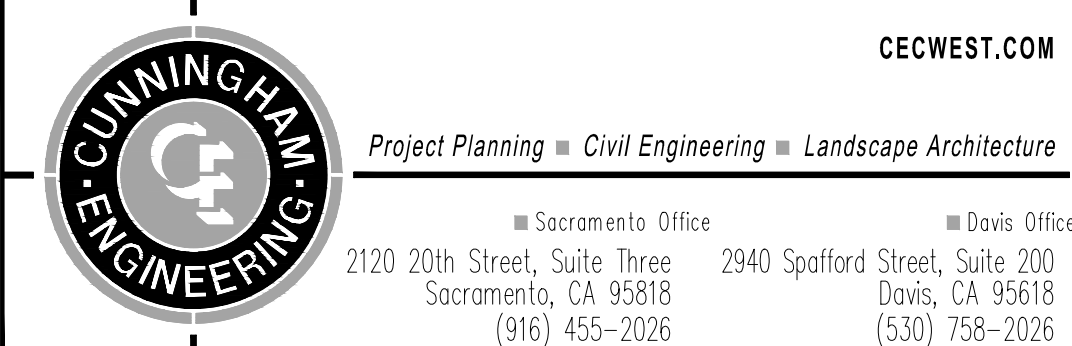 CUNNINGHAM
· ENGINEERING ·
CECWEST.COM
Project Planning ■ Civil Engineering ■ Landscape Architecture
■ Sacramento Office
2120 20th Street, Suite Three
Sacramento, CA 95818
(916) 455-2026
■ Davis Office
2940 Spafford Street, Suite 200
Davis, CA 95618
(530) 758-2026